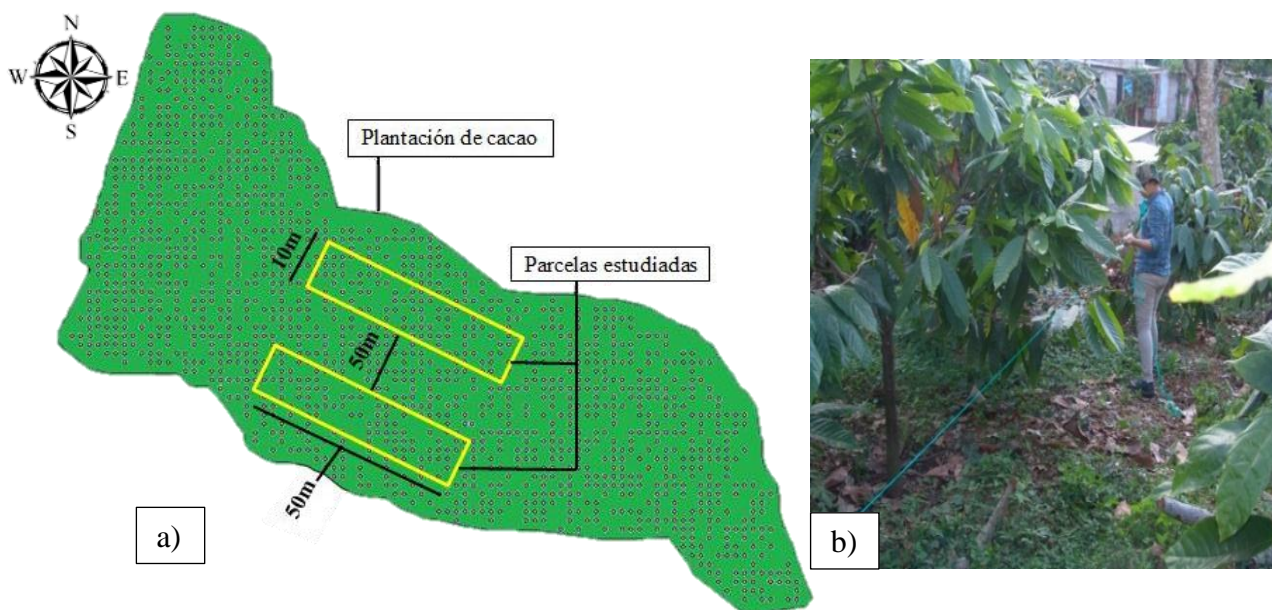 N
W E
S
Plantación de cacao
10m
Parcelas estudiadas
50m
50m
a)
b)